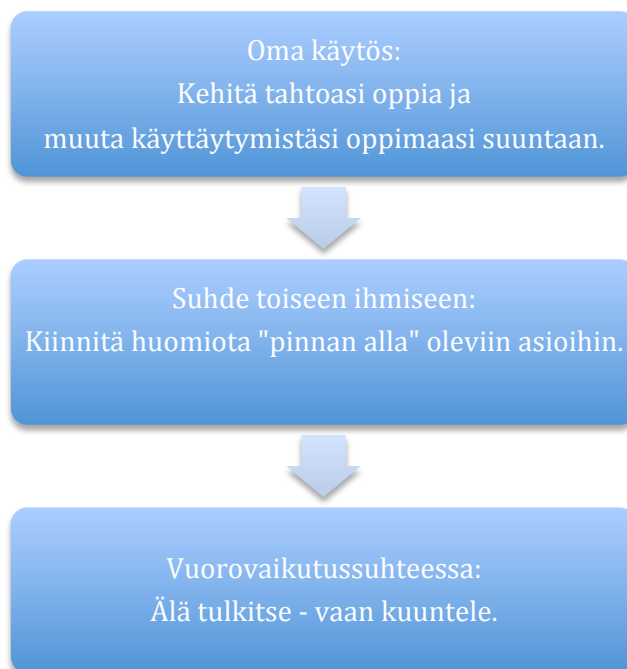 Oma käytös:
Kehitä tahtoasi oppia ja
muuta käyttäytymistäsi oppimaasi suuntaan.
Suhde toiseen ihmiseen:
Kiinnitä huomiota "pinnan alla" oleviin asioihin.
Vuorovaikutussuhteessa:
Älä tulkitse - vaan kuuntele.